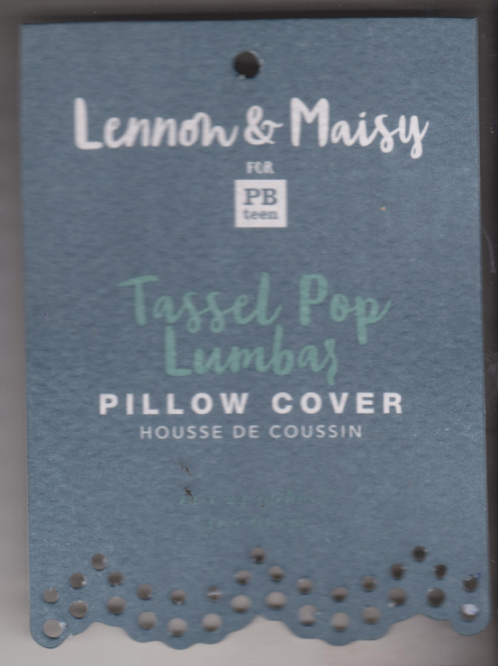 Lennon & Maisy
FOR
PB
teen
Tassel Pop
Lumbar
PILLOW COVER
HOUSSE DE COUSSIN